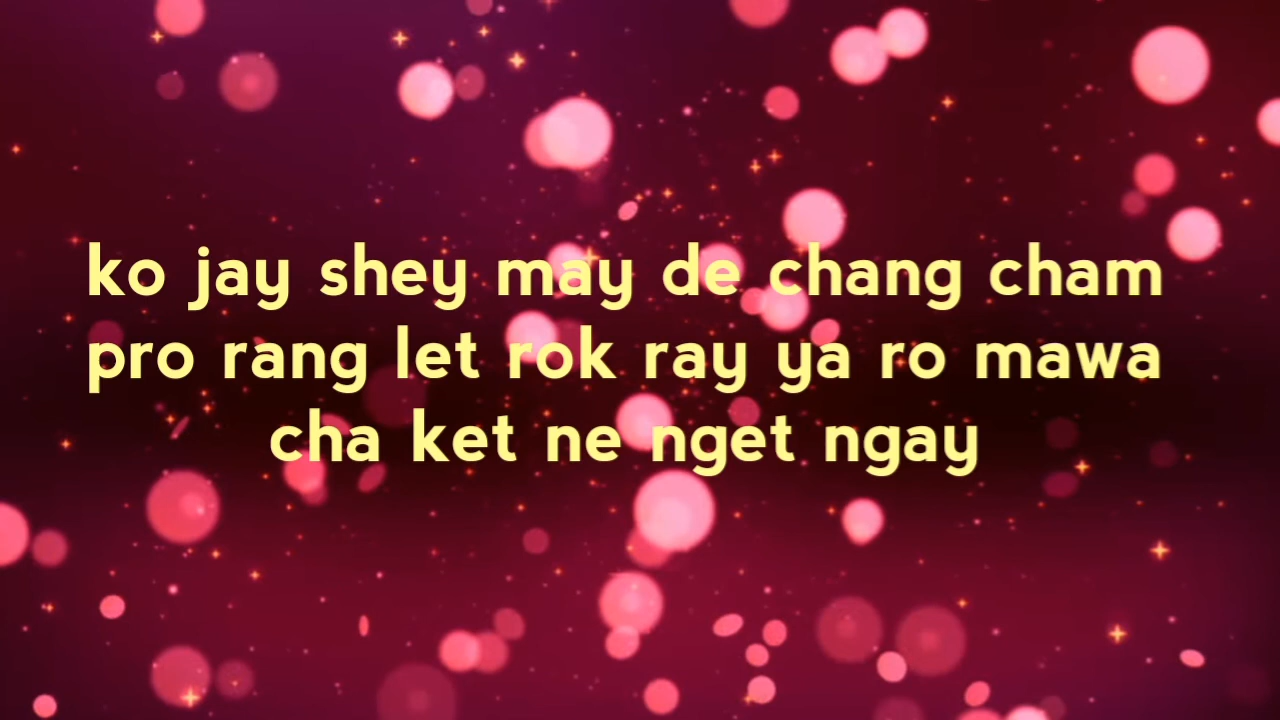 ko jay shey may de chang cham
pro rang let rok ray ya ro mawa
cha ket ne nget ngay